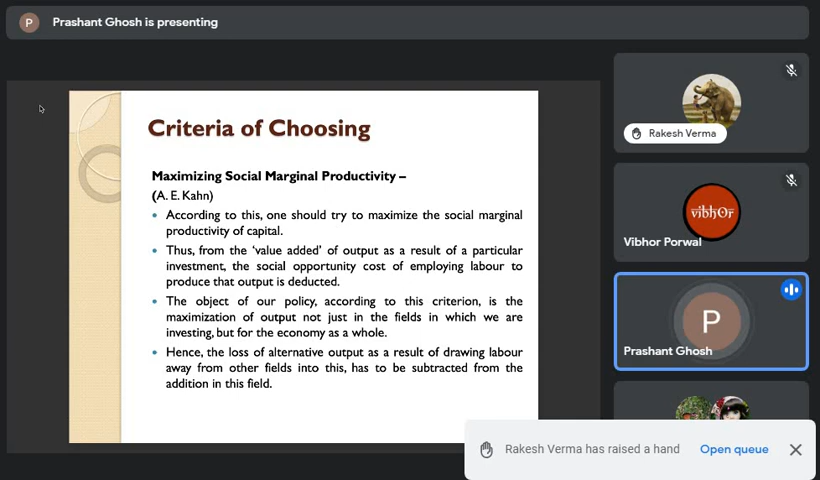 P Prashant Ghosh is presenting
Criteria of Choosing
Maximizing Social Marginal Productivity –
(A. E. Kahn)
• According to this, one should try to maximize the social marginal
productivity of capital.
• Thus, from the ‘value added’ of output as a result of a particular
investment, the social opportunity cost of employing labour to
produce that output is deducted.
• The object of our policy, according to this criterion, is the
maximization of output not just in the fields in which we are
investing, but for the economy as a whole.
• Hence, the loss of alternative output as a result of drawing labour
away from other fields into this, has to be subtracted from the
addition in this field.
Rakesh Verma
vibhOr
Vibhor Porwal
P
Prashant Ghosh
Rakesh Verma has raised a hand
Open queue